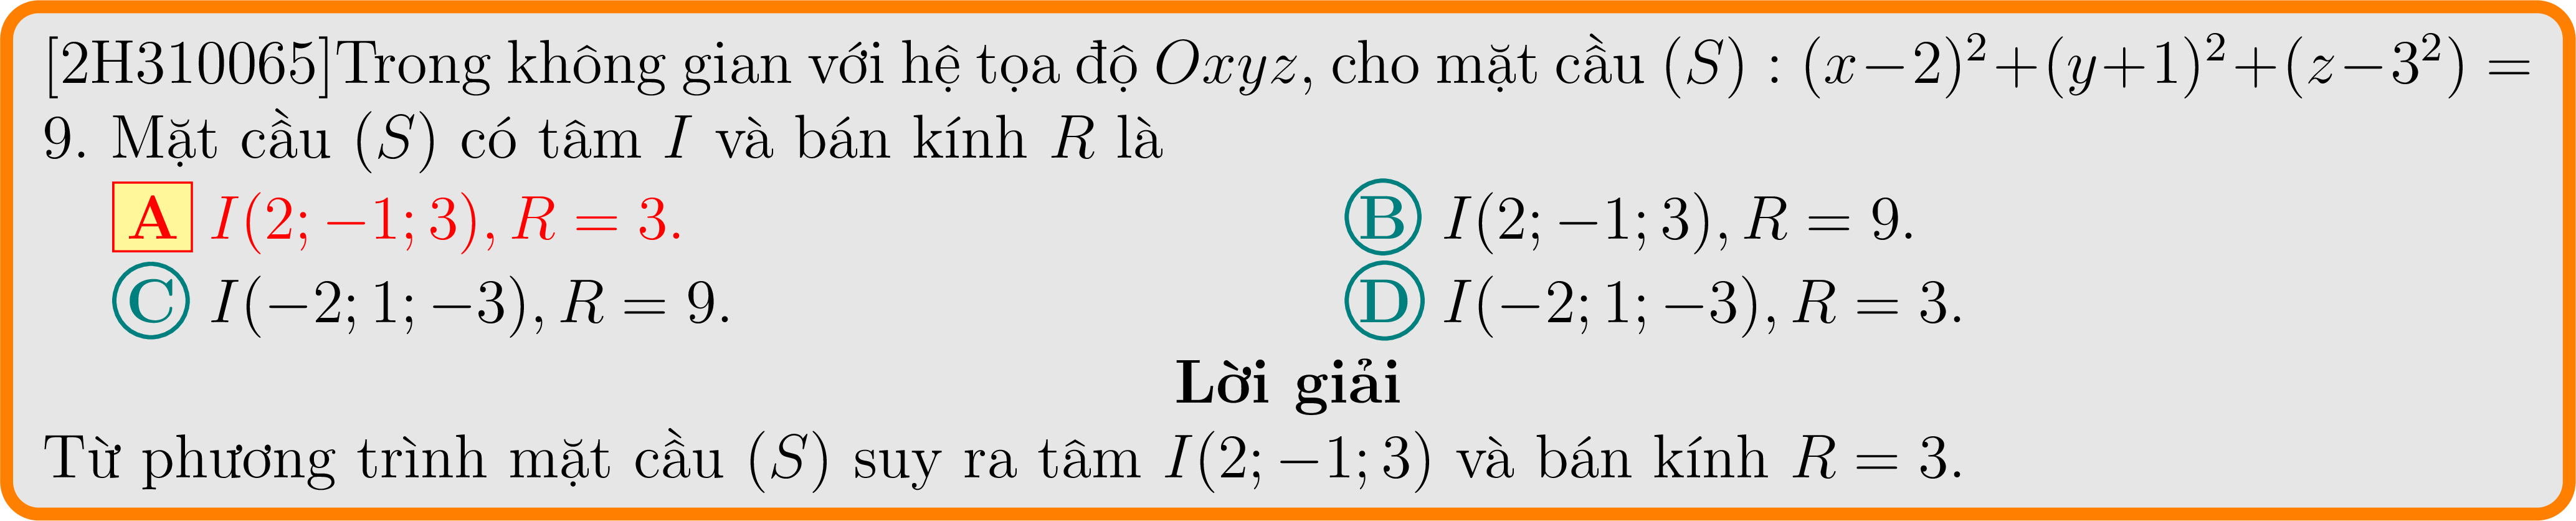 [2H310065]Trong không gian với hệ tọa độ Oxyz, cho mặt cầu (S) : (x−2)²+(y+1)²+(z−3²) =
9. Mặt cầu (S) có tâm I và bán kính R là
A I(2; −1; 3), R = 3. B I(2; −1; 3), R = 9.
C I(−2; 1; −3), R = 9. D I(−2; 1; −3), R = 3.
Lời giải
Từ phương trình mặt cầu (S) suy ra tâm I(2; −1; 3) và bán kính R = 3.